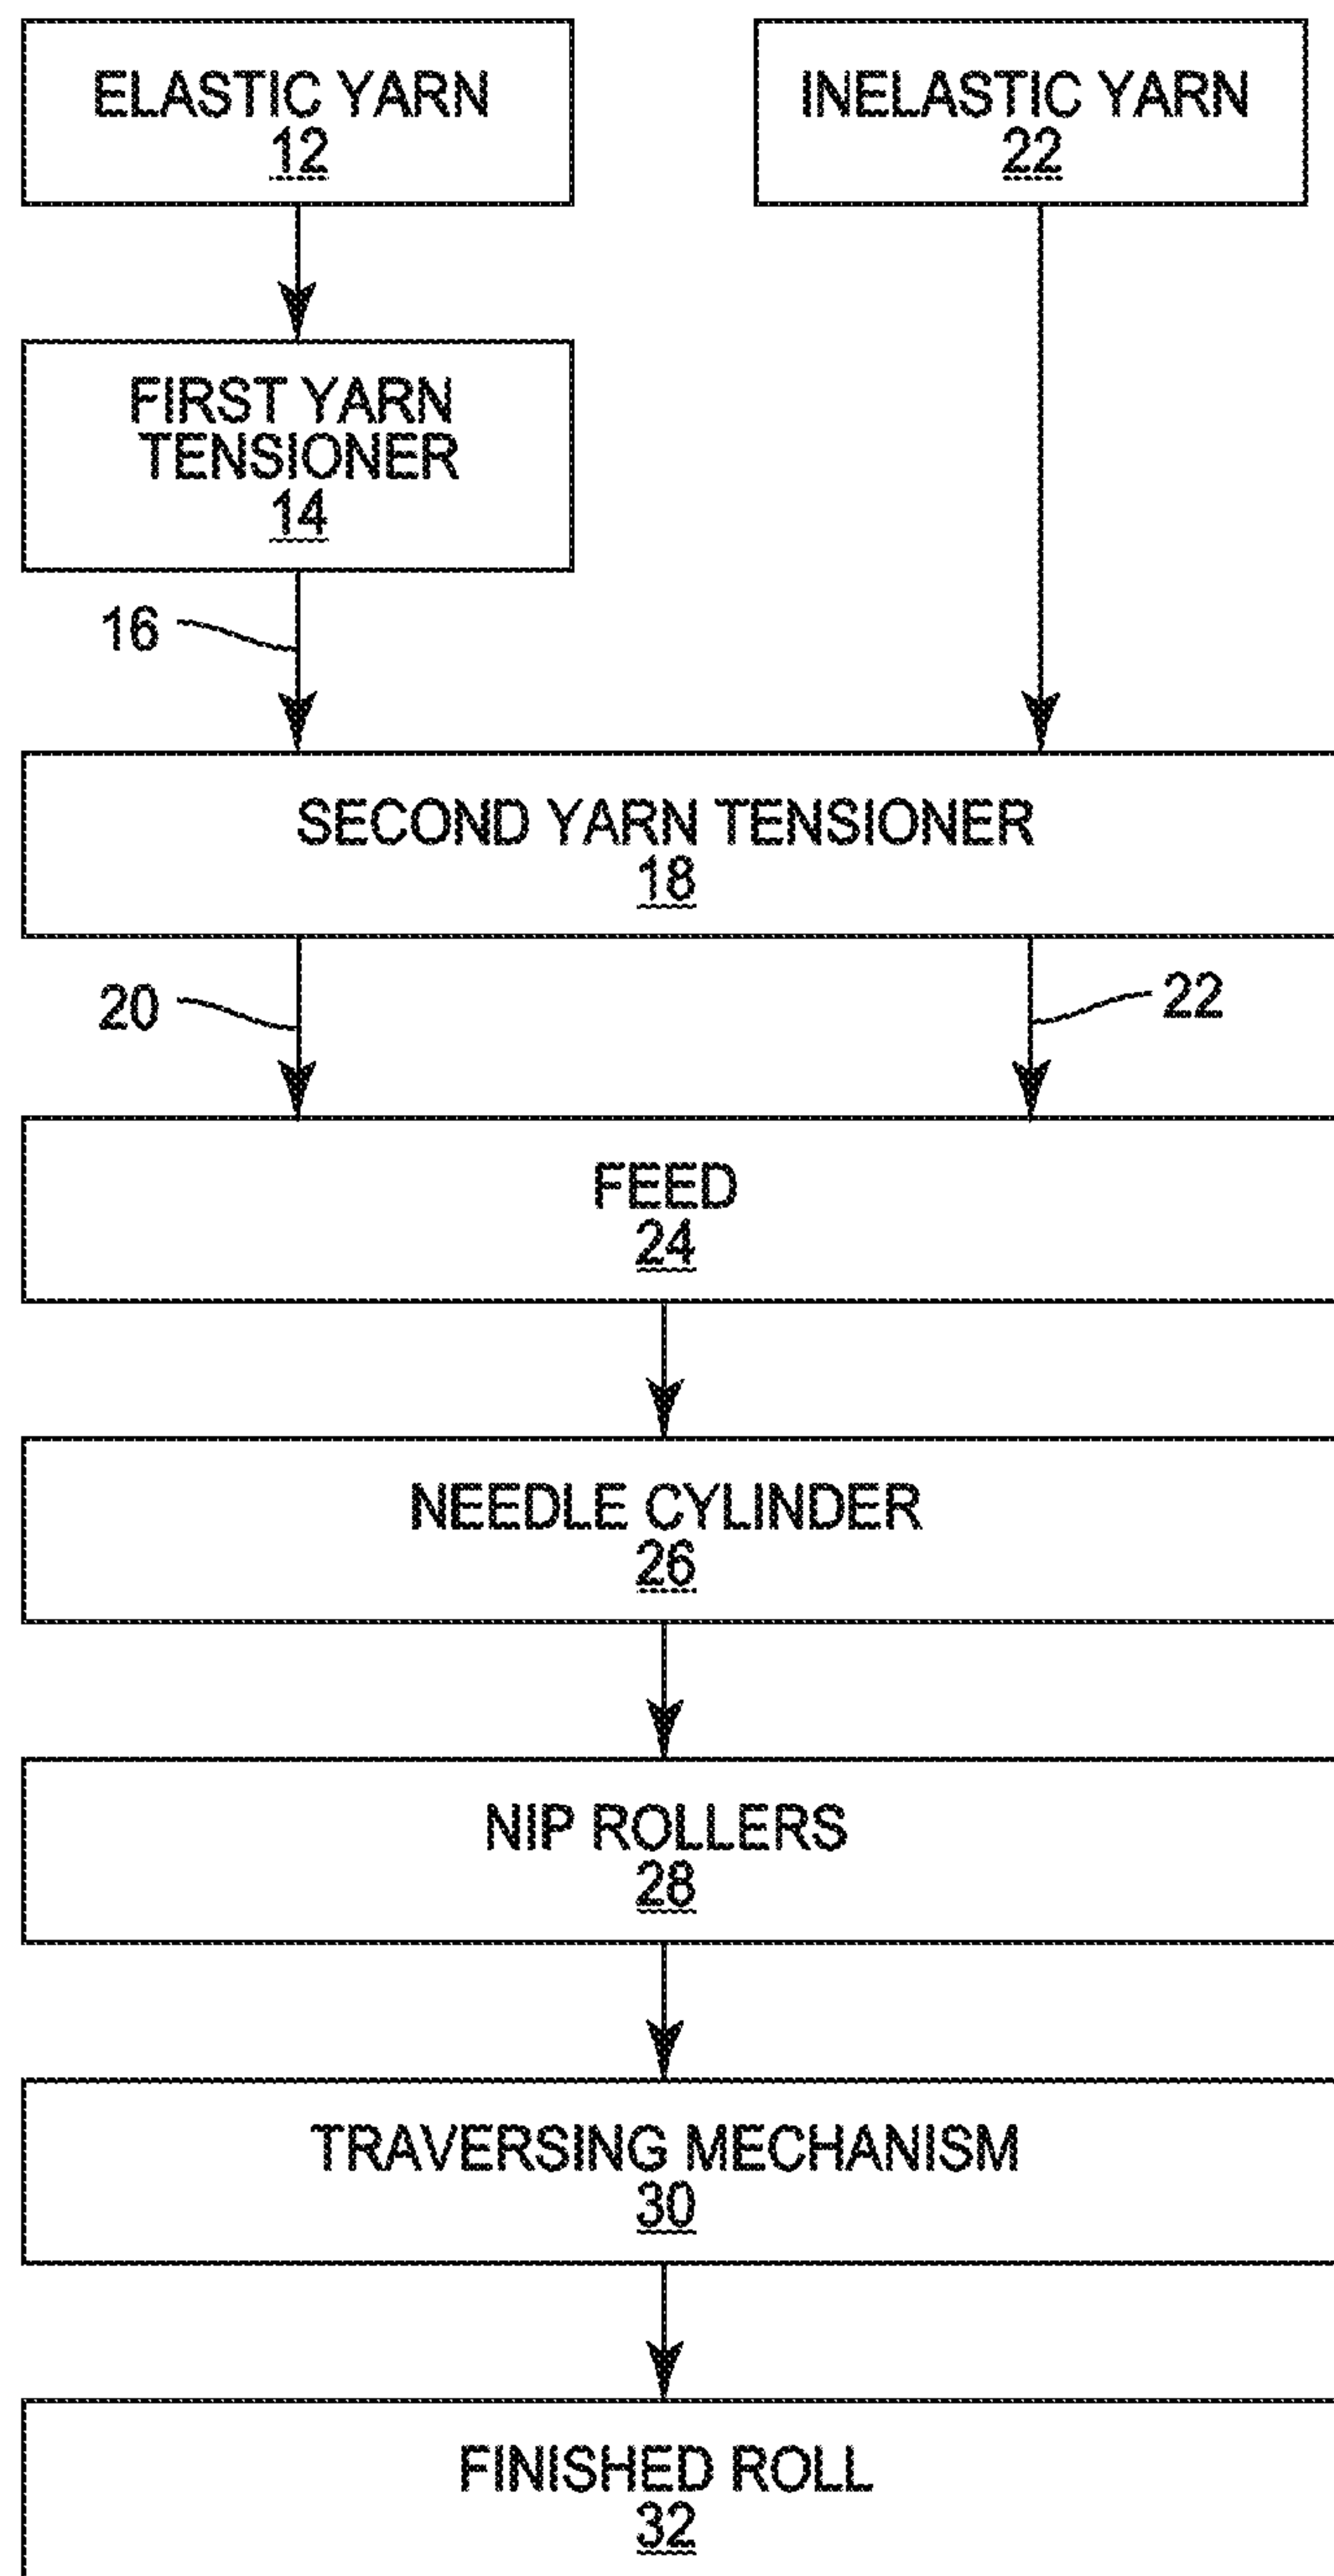 ELASTIC YARN
12
INELASTIC YARN
22
FIRST YARN
TENSIONER
14
16
SECOND YARN TENSIONER
18
20
22
FEED
24
NEEDLE CYLINDER
26
NIP ROLLERS
28
TRAVERSING MECHANISM
30
FINISHED ROLL
32